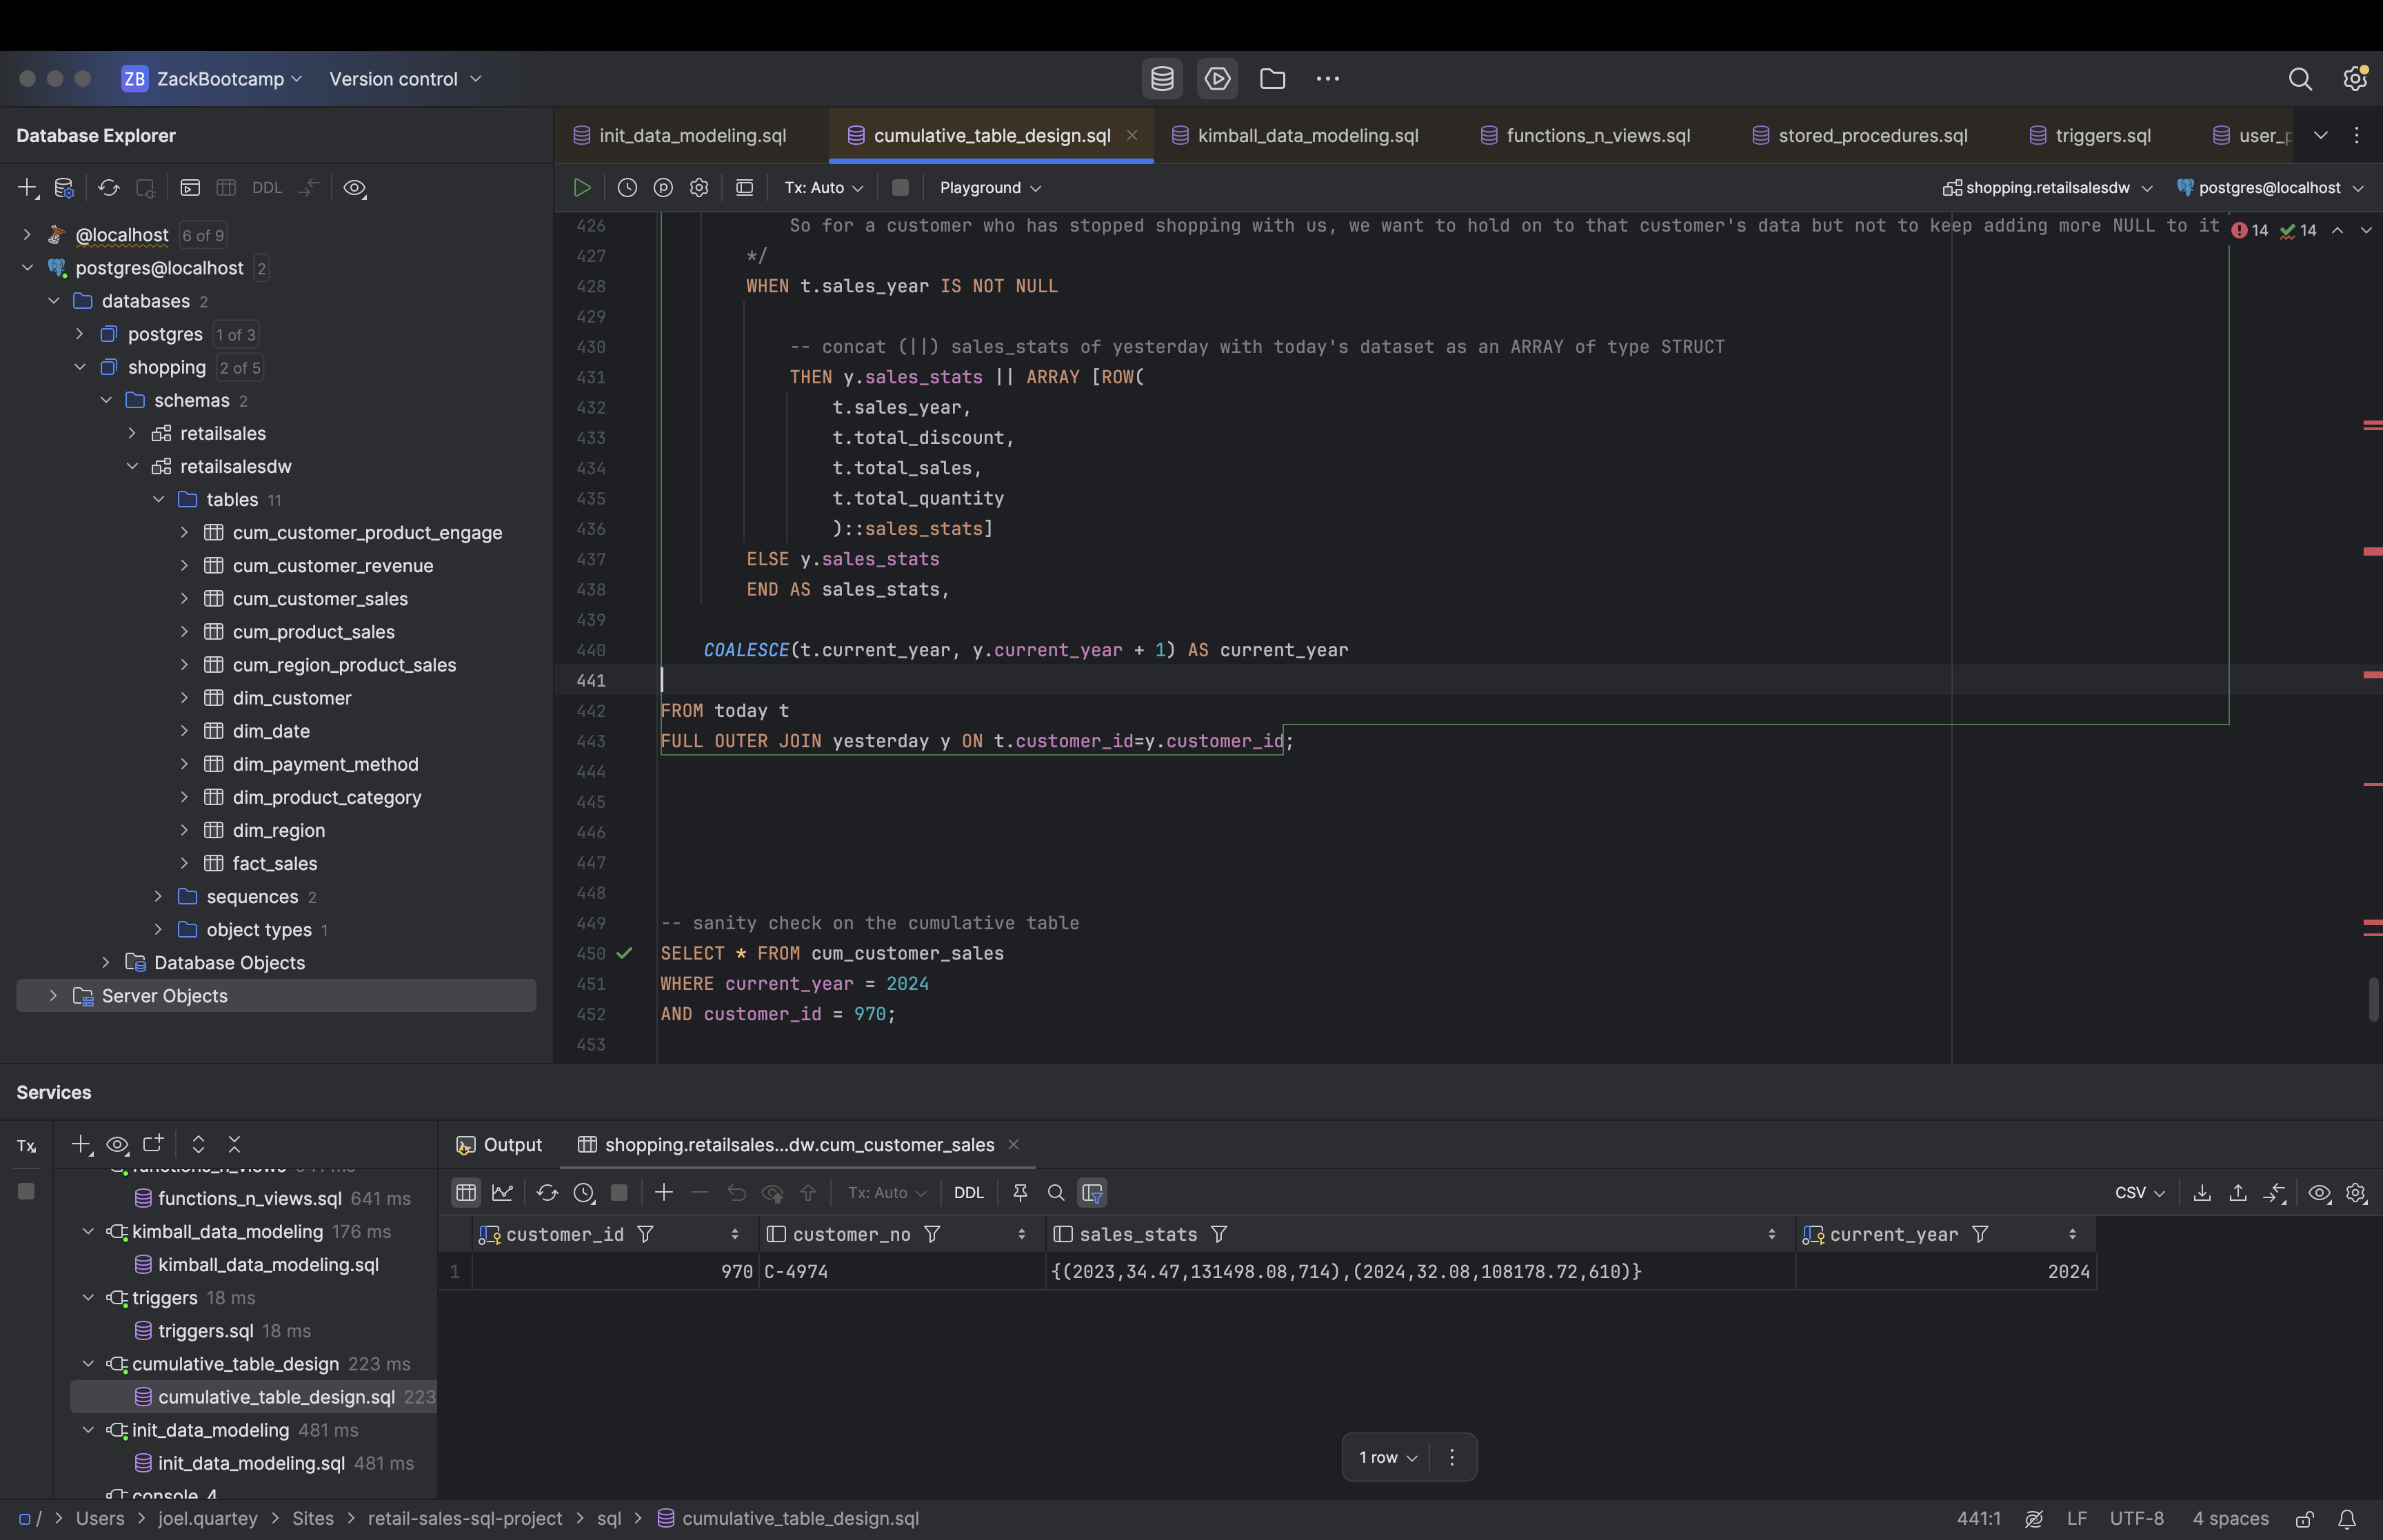 ZB ZackBootcamp Version control
Database Explorer
init_data_modeling.sql cumulative_table_design.sql kimball_data_modeling.sql functions_n_views.sql stored_procedures.sql triggers.sql
DDL
Tx: Auto Playground shopping.retailsalesdw postgres@localhost
@localhost 6 of 9
postgres@localhost 2
databases 2
postgres 1 of 3
shopping 2 of 5
schemas 2
retailsales
retailsalesdw
tables 11
cum_customer_product_engage
cum_customer_revenue
cum_customer_sales
cum_product_sales
cum_region_product_sales
dim_customer
dim_date
dim_payment_method
dim_product_category
dim_region
fact_sales
sequences 2
object types 1
Database Objects
Server Objects
14 14
426 So for a customer who has stopped shopping with us, we want to hold on to that customer's data but not to keep adding more NULL to it
427 */
428 WHEN t.sales_year IS NOT NULL
429
430 -- concat (||) sales_stats of yesterday with today's dataset as an ARRAY of type STRUCT
431 THEN y.sales_stats || ARRAY [ROW(
432 t.sales_year,
433 t.total_discount,
434 t.total_sales,
435 t.total_quantity
436 )::sales_stats]
437 ELSE y.sales_stats
438 END AS sales_stats,
439
440 COALESCE(t.current_year, y.current_year + 1) AS current_year
441
442 FROM today t
443 FULL OUTER JOIN yesterday y ON t.customer_id=y.customer_id;
444
445
446
447
448
449 -- sanity check on the cumulative table
450 SELECT * FROM cum_customer_sales
451 WHERE current_year = 2024
452 AND customer_id = 970;
453
Services
Tx
functions_n_views.sql 641 ms
kimball_data_modeling 176 ms
kimball_data_modeling.sql
triggers 18 ms
triggers.sql 18 ms
cumulative_table_design 223 ms
cumulative_table_design.sql 223
init_data_modeling 481 ms
init_data_modeling.sql 481 ms
Output shopping.retailsales...dw.cum_customer_sales
Tx: Auto DDL CSV
customer_id customer_no sales_stats current_year
1 970 C-4974 {(2023,34.47,131498.08,714),(2024,32.08,108178.72,610)} 2024
1 row
/ Users joel.quartey Sites retail-sales-sql-project sql cumulative_table_design.sql
441:1 LF UTF-8 4 spaces